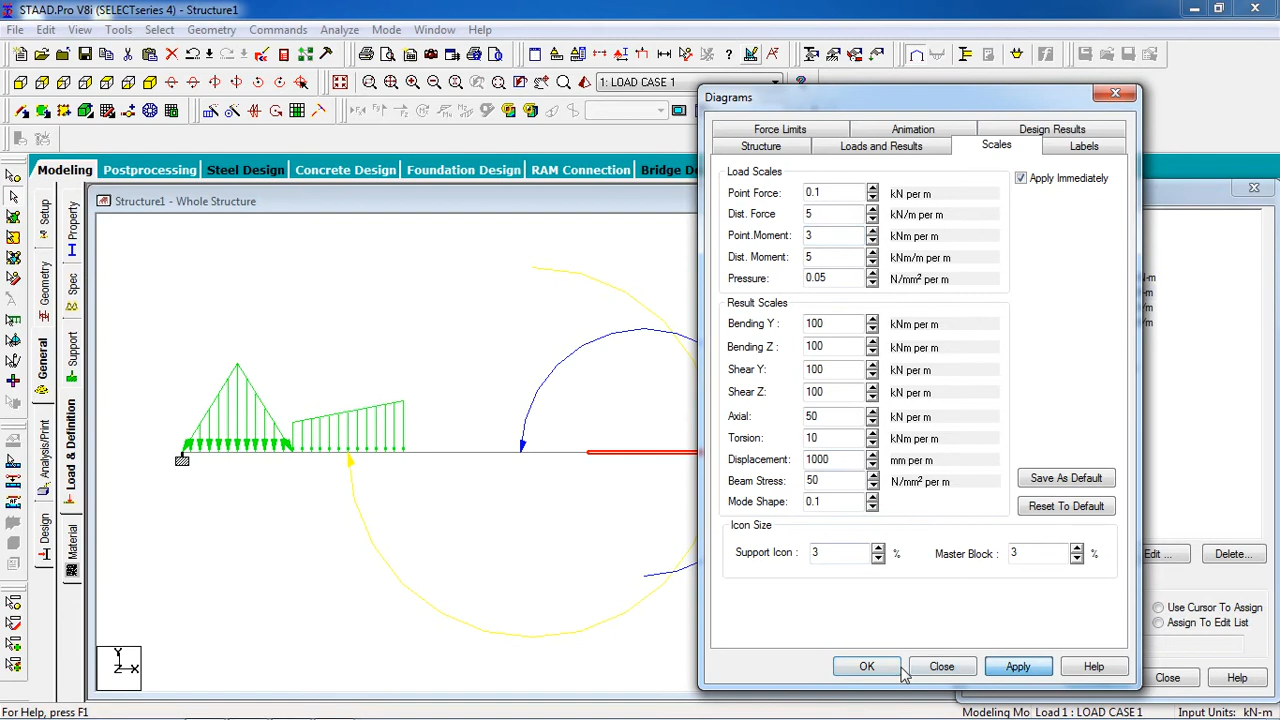 STAAD.Pro V8i (SELECTseries 4) - Structure1
File Edit View Tools Select Geometry Commands Analyze Mode Window Help
1: LOAD CASE 1
Modeling Postprocessing Steel Design Concrete Design Foundation Design RAM Connection Bridge De
Structure1 - Whole Structure
Setup
Geometry
General
Analysis/Print
Design
Property
Spec
Support
Load & Definition
Material
Diagrams
Force Limits Animation Design Results
Structure Loads and Results Scales Labels
Load Scales
Apply Immediately
Point Force: 0.1 kN per m
Dist. Force 5 kN/m per m
Point.Moment: 3 kNm per m
Dist. Moment: 5 kNm/m per m
Pressure: 0.05 N/mm² per m
Result Scales
Bending Y : 100 kNm per m
Bending Z : 100 kNm per m
Shear Y: 100 kN per m
Shear Z: 100 kN per m
Axial: 50 kN per m
Torsion: 10 kNm per m
Displacement: 1000 mm per m
Beam Stress: 50 N/mm² per m
Mode Shape: 0.1
Save As Default
Reset To Default
Icon Size
Support Icon : 3 % Master Block : 3 %
OK Close Apply Help
N-m
-m
/m
/m
Edit ... Delete...
Use Cursor To Assign
Assign To Edit List
Close Help
Y
Z X
For Help, press F1
Modeling Mo Load 1 : LOAD CASE 1 Input Units: kN-m